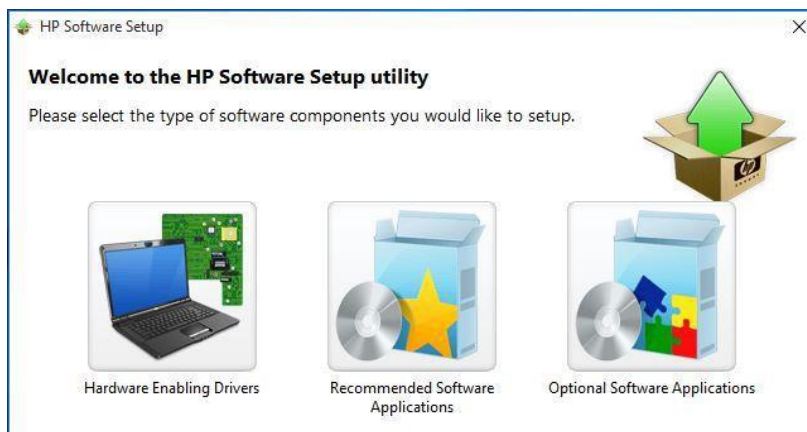 HP Software Setup
Welcome to the HP Software Setup utility
Please select the type of software components you would like to setup.
hp
Hardware Enabling Drivers
Recommended Software
Applications
Optional Software Applications